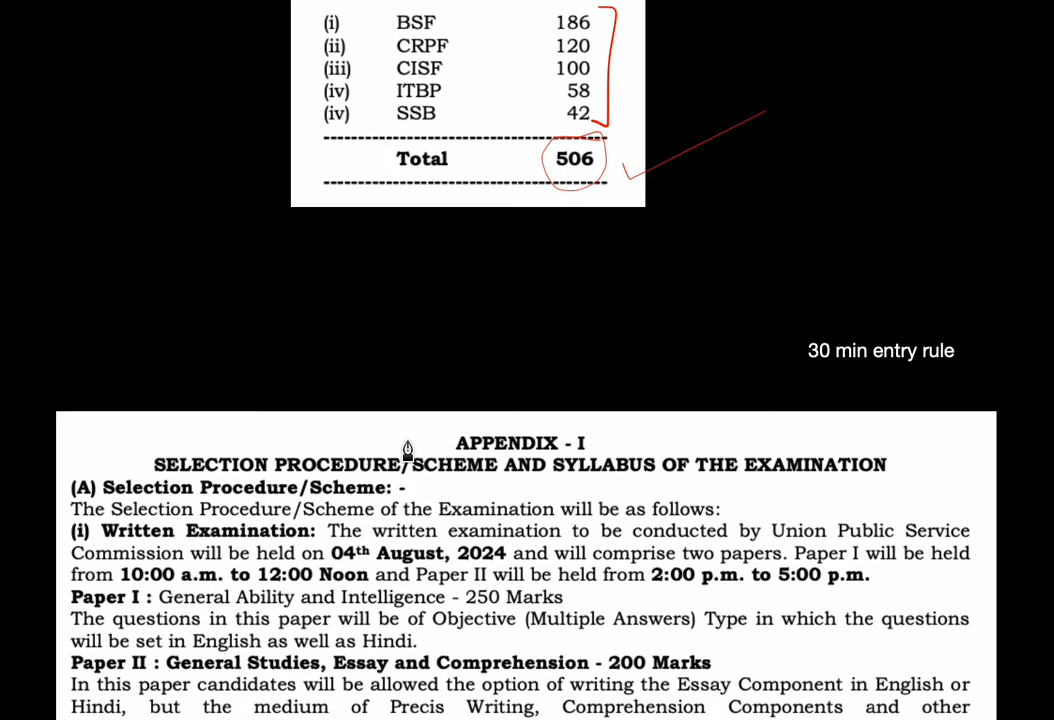 (i) BSF 186
(ii) CRPF 120
(iii) CISF 100
(iv) ITBP 58
(iv) SSB 42
Total 506
30 min entry rule
APPENDIX - I
SELECTION PROCEDURE/SCHEME AND SYLLABUS OF THE EXAMINATION
(A) Selection Procedure/Scheme: -
The Selection Procedure/Scheme of the Examination will be as follows:
(i) Written Examination: The written examination to be conducted by Union Public Service
Commission will be held on 04th August, 2024 and will comprise two papers. Paper I will be held
from 10:00 a.m. to 12:00 Noon and Paper II will be held from 2:00 p.m. to 5:00 p.m.
Paper I : General Ability and Intelligence - 250 Marks
The questions in this paper will be of Objective (Multiple Answers) Type in which the questions
will be set in English as well as Hindi.
Paper II : General Studies, Essay and Comprehension - 200 Marks
In this paper candidates will be allowed the option of writing the Essay Component in English or
Hindi, but the medium of Precis Writing, Comprehension Components and other